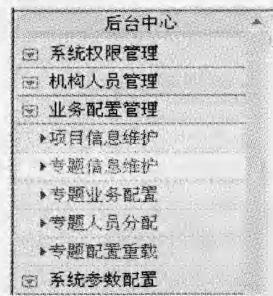 后台中心
系统权限管理
机构人员管理
业务配置管理
项目信息维护
专题信息维护
专题业务配置
专题人员分配
专题配置重载
系统参数配置